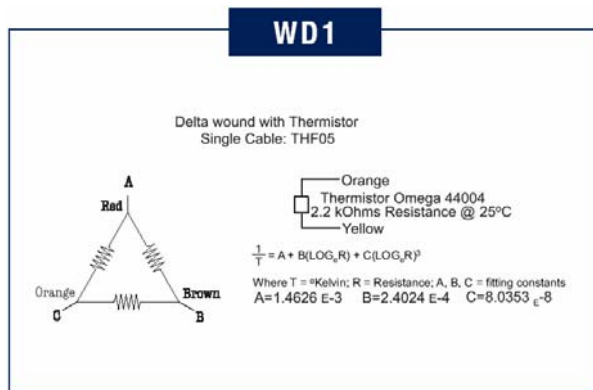 WD1
Delta wound with Thermistor
Single Cable: THF05
A
Red
Orange
C
Brown
B
Orange
Thermistor Omega 44004
2.2 kOhms Resistance @ 25ºC
Yellow
1/T = A + B(LOGₑR) + C(LOGₑR)³
Where T = ºKelvin; R = Resistance; A, B, C = fitting constants
A=1.4626 E-3 B=2.4024 E-4 C=8.0353 E-8